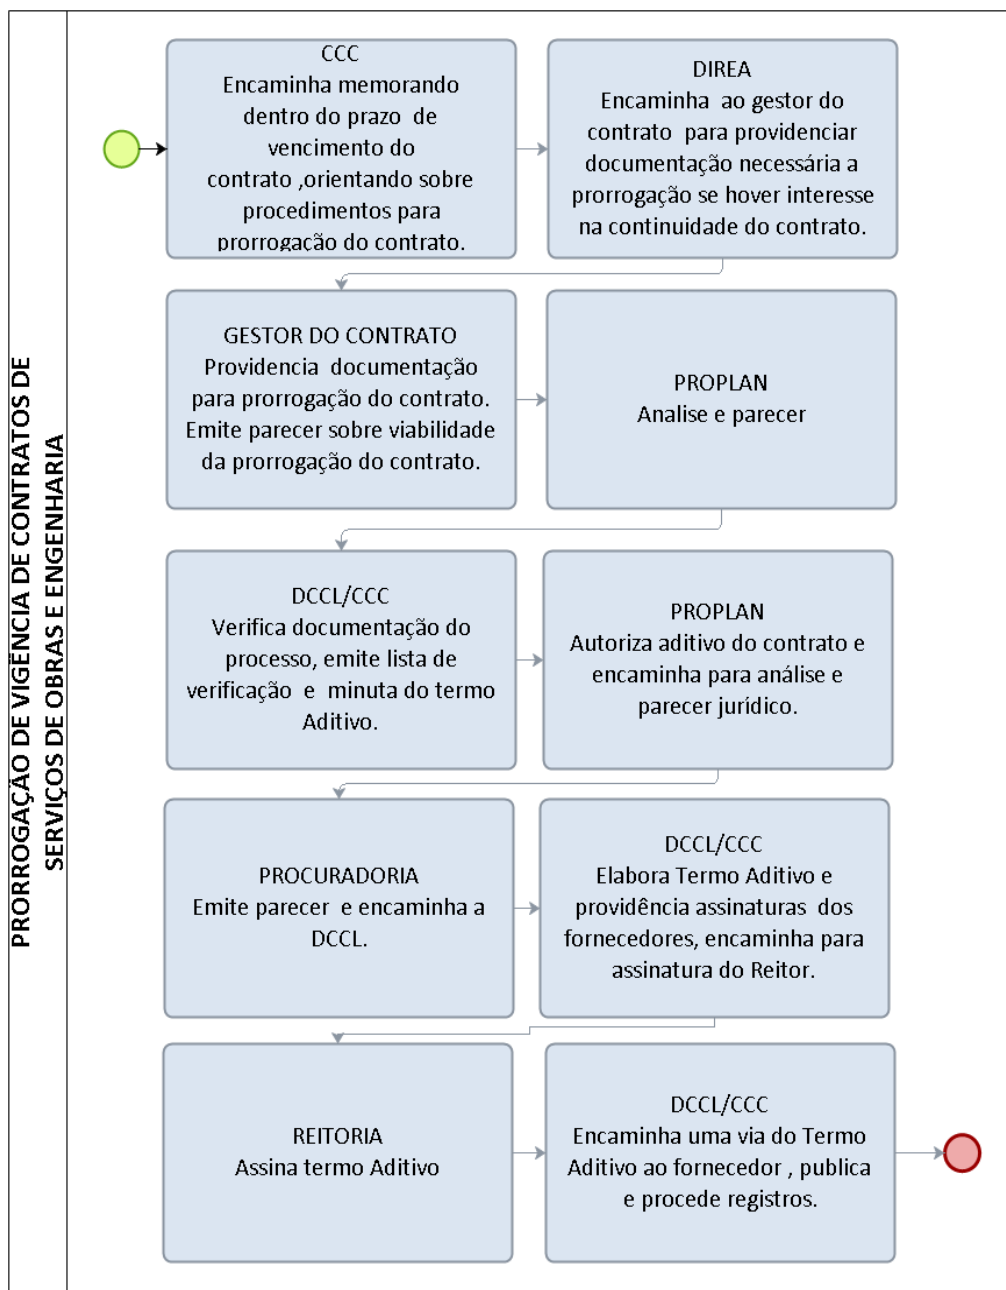 PRORROGAÇÃO DE VIGÊNCIA DE CONTRATOS DE
SERVIÇOS DE OBRAS E ENGENHARIA
CCC
Encaminha memorando
dentro do prazo de
vencimento do
contrato ,orientando sobre
procedimentos para
prorrogação do contrato.
DIREA
Encaminha ao gestor do
contrato para providenciar
documentação necessária a
prorrogação se hover interesse
na continuidade do contrato.
GESTOR DO CONTRATO
Providencia documentação
para prorrogação do contrato.
Emite parecer sobre viabilidade
da prorrogação do contrato.
PROPLAN
Analise e parecer
DCCL/CCC
Verifica documentação do
processo, emite lista de
verificação e minuta do termo
Aditivo.
PROPLAN
Autoriza aditivo do contrato e
encaminha para análise e
parecer jurídico.
PROCURADORIA
Emite parecer e encaminha a
DCCL.
DCCL/CCC
Elabora Termo Aditivo e
providência assinaturas dos
fornecedores, encaminha para
assinatura do Reitor.
REITORIA
Assina termo Aditivo
DCCL/CCC
Encaminha uma via do Termo
Aditivo ao fornecedor , publica
e procede registros.